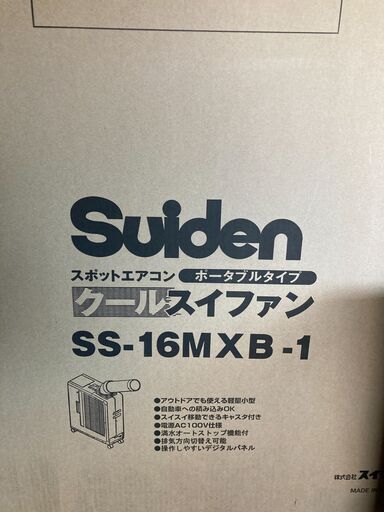 Suiden
スポットエアコン ポータブルタイプ
クールスイファン
SS-16MXB-1
●アウトドアでも使える軽量小型
●自動車への積み込みOK
●スイスイ移動できるキャスタ付き
●電源AC100V仕様
●満水オートストップ機能付
●排気方向切替え可能
●操作しやすいデジタルパネル
株式会社 スイ
MADE IN